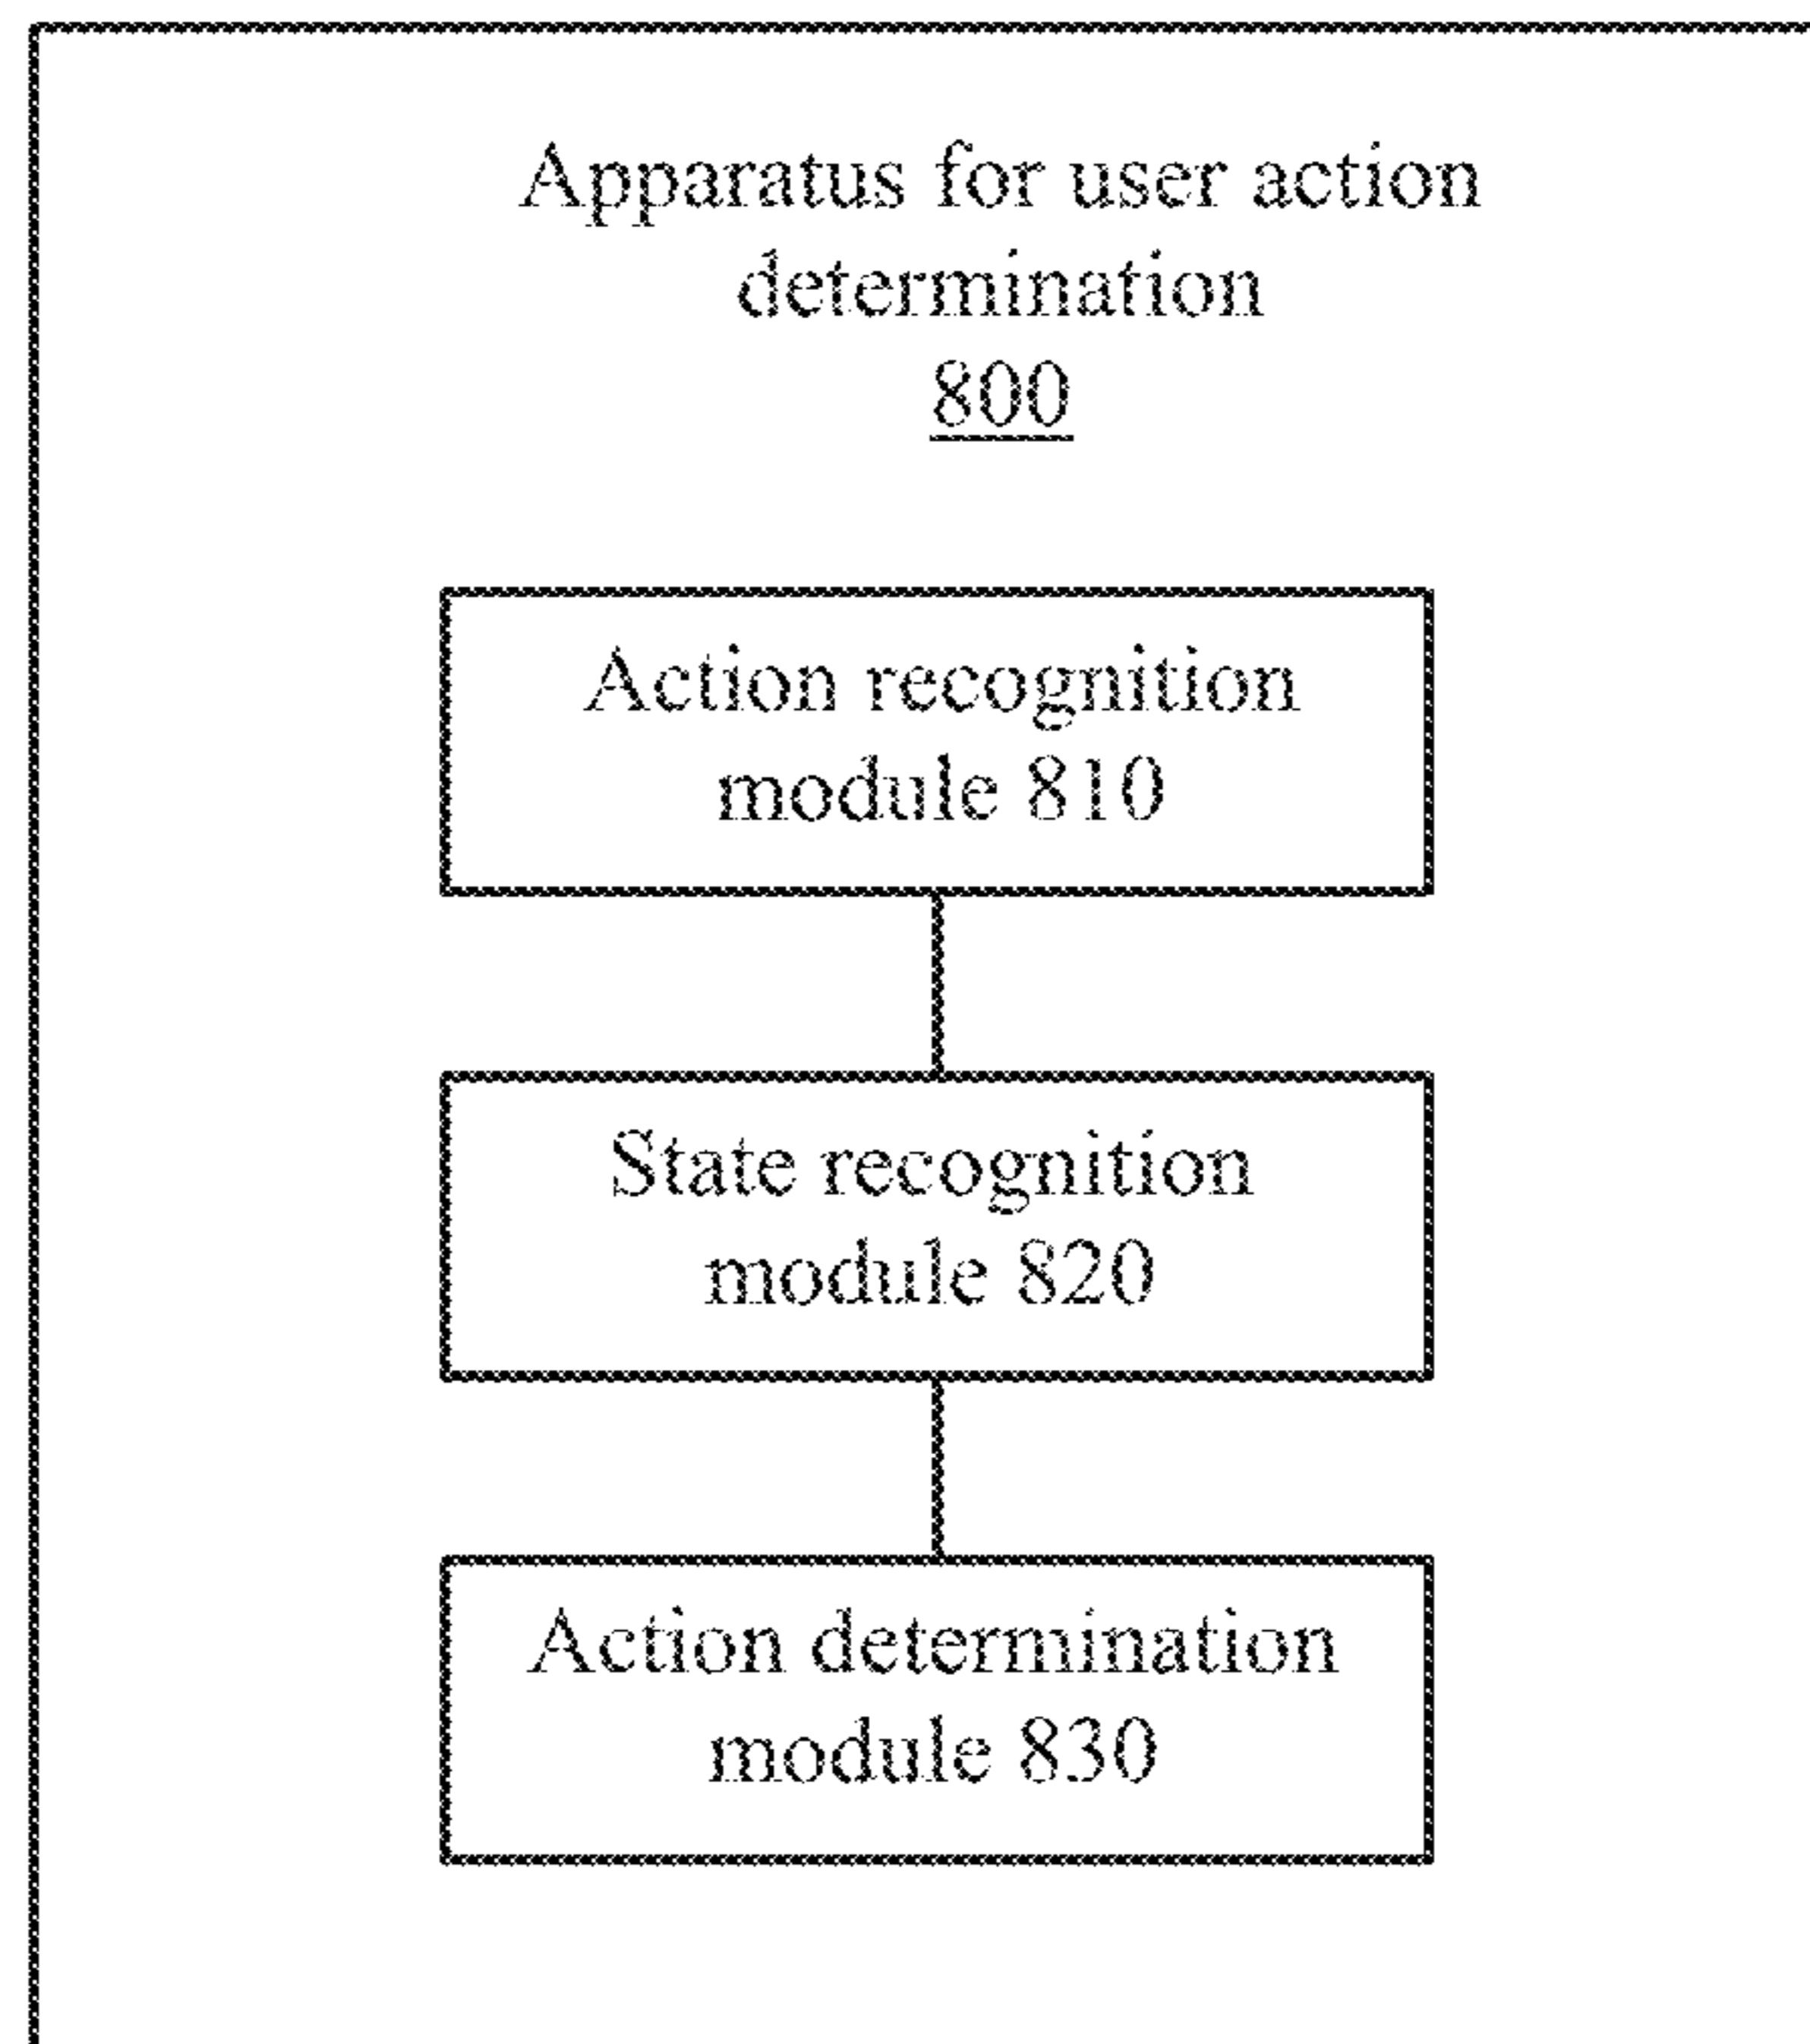 Apparatus for user action
determination
800
Action recognition
module 810
State recognition
module 820
Action determination
module 830